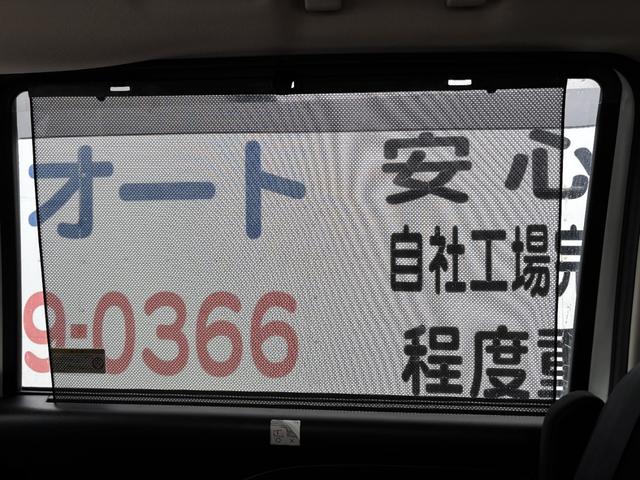 オート
9-0366
安心
自社工場
程度